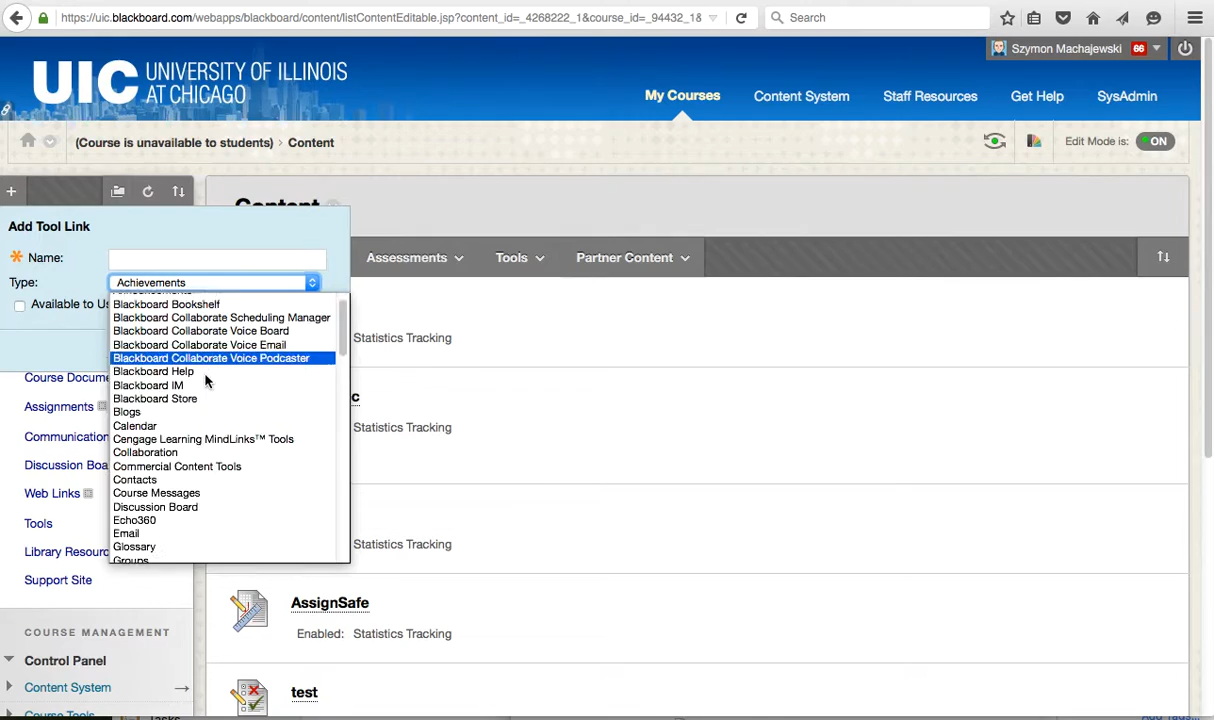 https://uic.blackboard.com/webapps/blackboard/content/listContentEditable.jsp?content_id=_4268222_1&course_id=_94432_1&
Search
Szymon Machajewski 66
UIC UNIVERSITY OF ILLINOIS
AT CHICAGO
My Courses Content System Staff Resources Get Help SysAdmin
(Course is unavailable to students) > Content
Edit Mode is: ON
Content
Add Tool Link
Name:
Assessments Tools Partner Content
Type: Achievements
Available to Us
Blackboard Bookshelf
Blackboard Collaborate Scheduling Manager
Blackboard Collaborate Voice Board
Blackboard Collaborate Voice Email
Blackboard Collaborate Voice Podcaster
Blackboard Help
Blackboard IM
Blackboard Store
Blogs
Calendar
Cengage Learning MindLinks™ Tools
Collaboration
Commercial Content Tools
Contacts
Course Messages
Discussion Board
Echo360
Email
Glossary
Groups
Course Docume
Assignments
Communication
Discussion Boa
Web Links
Tools
Library Resourc
Support Site
COURSE MANAGEMENT
Control Panel
Content System
Course Tools
Statistics Tracking
c
Statistics Tracking
Statistics Tracking
AssignSafe
Enabled: Statistics Tracking
test
Tasks